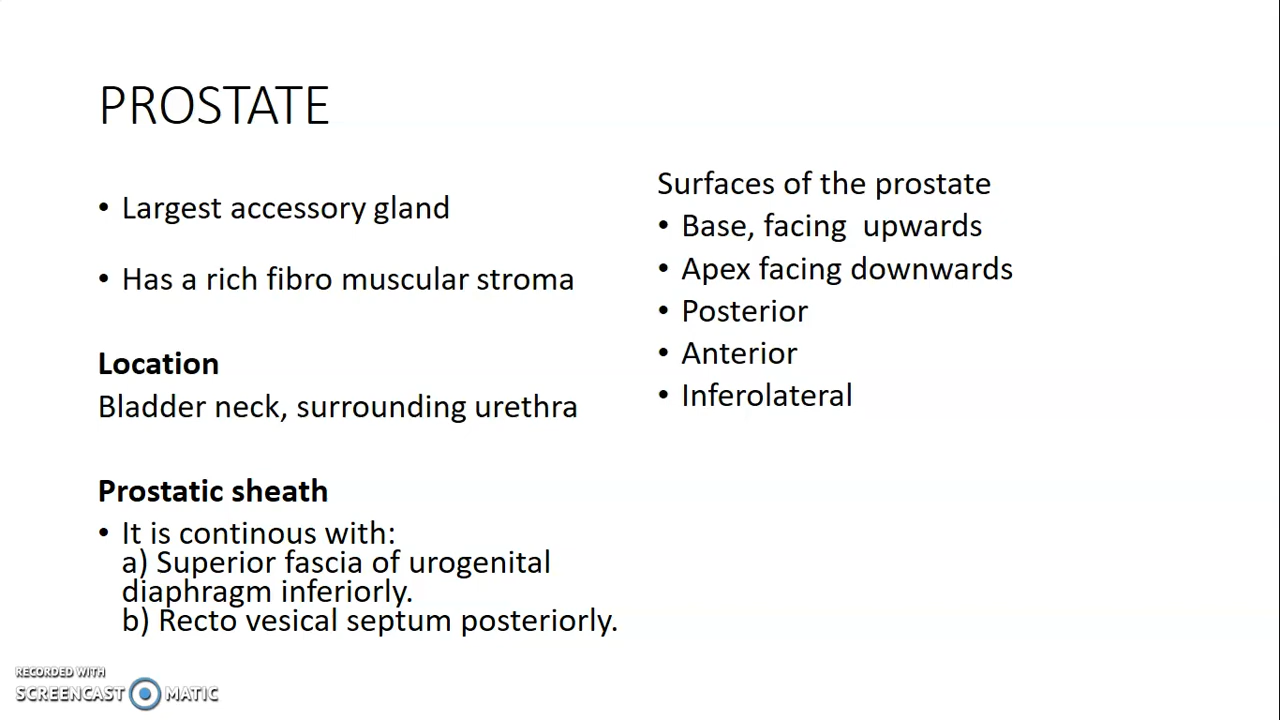 PROSTATE
• Largest accessory gland
• Has a rich fibro muscular stroma
Location
Bladder neck, surrounding urethra
Prostatic sheath
• It is continous with:
a) Superior fascia of urogenital
diaphragm inferiorly.
b) Recto vesical septum posteriorly.
Surfaces of the prostate
• Base, facing  upwards
• Apex facing downwards
• Posterior
• Anterior
• Inferolateral
RECORDED WITH
SCREENCAST MATIC